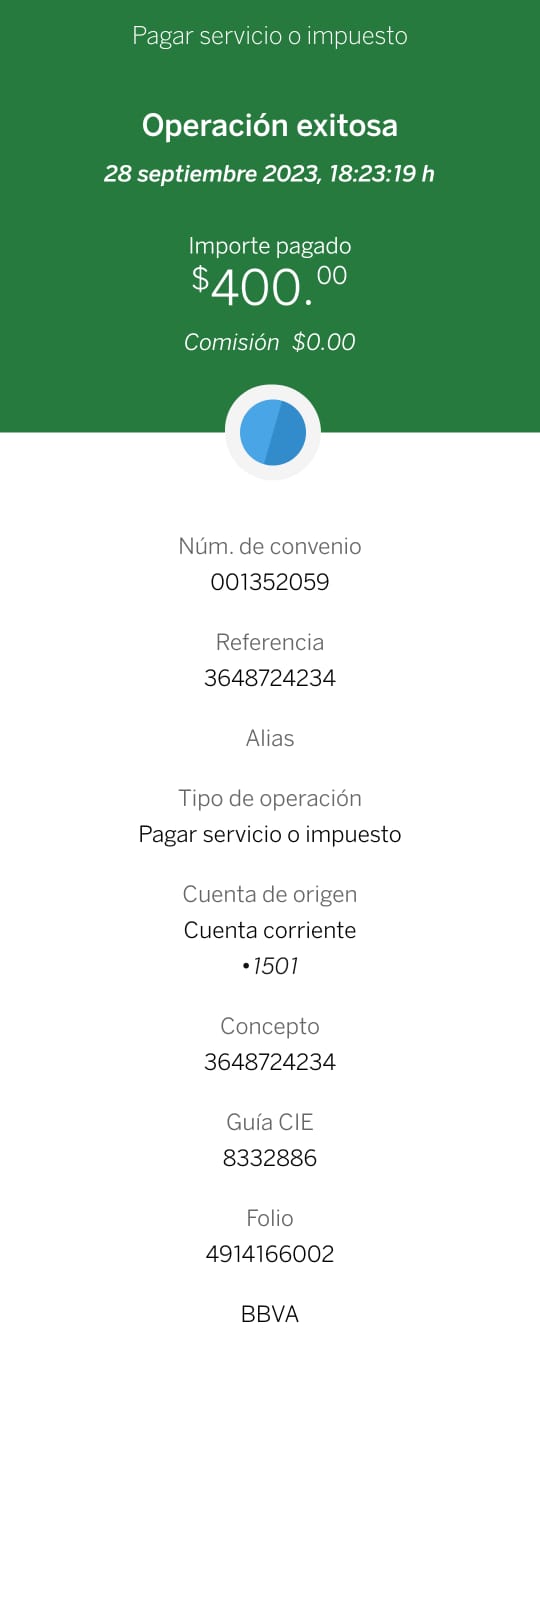 Pagar servicio o impuesto
Operación exitosa
28 septiembre 2023, 18:23:19 h
Importe pagado
$400.00
Comisión $0.00
Núm. de convenio
001352059
Referencia
3648724234
Alias
Tipo de operación
Pagar servicio o impuesto
Cuenta de origen
Cuenta corriente
•1501
Concepto
3648724234
Guía CIE
8332886
Folio
4914166002
BBVA